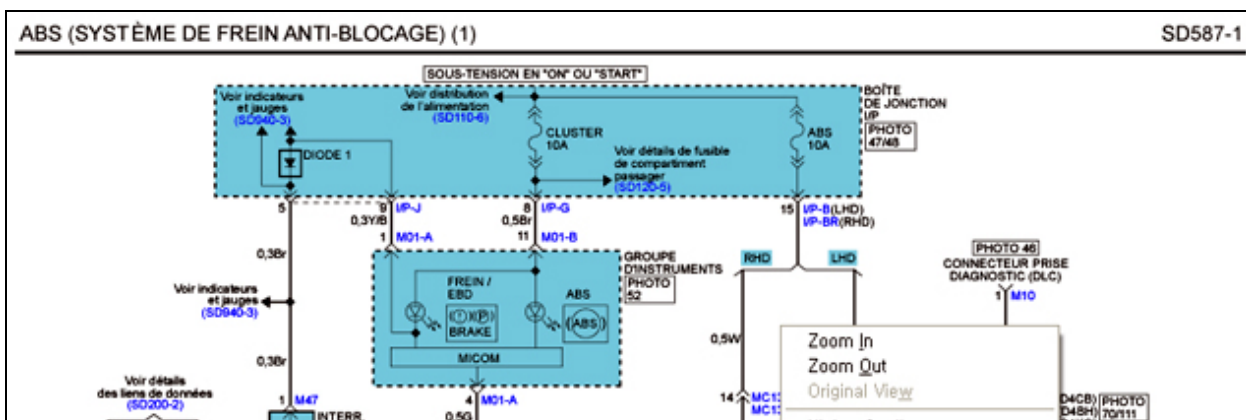 ABS (SYSTÈME DE FREIN ANTI-BLOCAGE) (1)
SD587-1
SOUS-TENSION EN "ON" OU "START"
Voir indicateurs
et jauges
(SD940-3)
Voir distribution
de l'alimentation
(SD110-6)
BOÎTE
DE JONCTION
I/P
PHOTO
47/48
DIODE 1
CLUSTER
10A
ABS
10A
Voir détails de fusible
de compartiment
passager
(SD120-5)
5
9 I/P-J
8 I/P-G
15 I/P-B(LHD)
I/P-BR(RHD)
0,3Y/B
0,5Br
1 M01-A
11 M01-B
0,3Br
GROUPE
D'INSTRUMENTS
PHOTO
52
RHD
LHD
PHOTO 46
CONNECTEUR PRISE
DIAGNOSTIC (DLC)
1 M10
FREIN /
EBD
ABS
Voir indicateurs
et jauges
(SD940-3)
(!)(P)
BRAKE
(ABS)
MICOM
0,5W
Zoom In
Zoom Out
Original View
0,3Br
Voir détails
des liens de données
(SD200-2)
1 M47
4 M01-A
14
PHOTO
70/111
INTERR.
0,5G